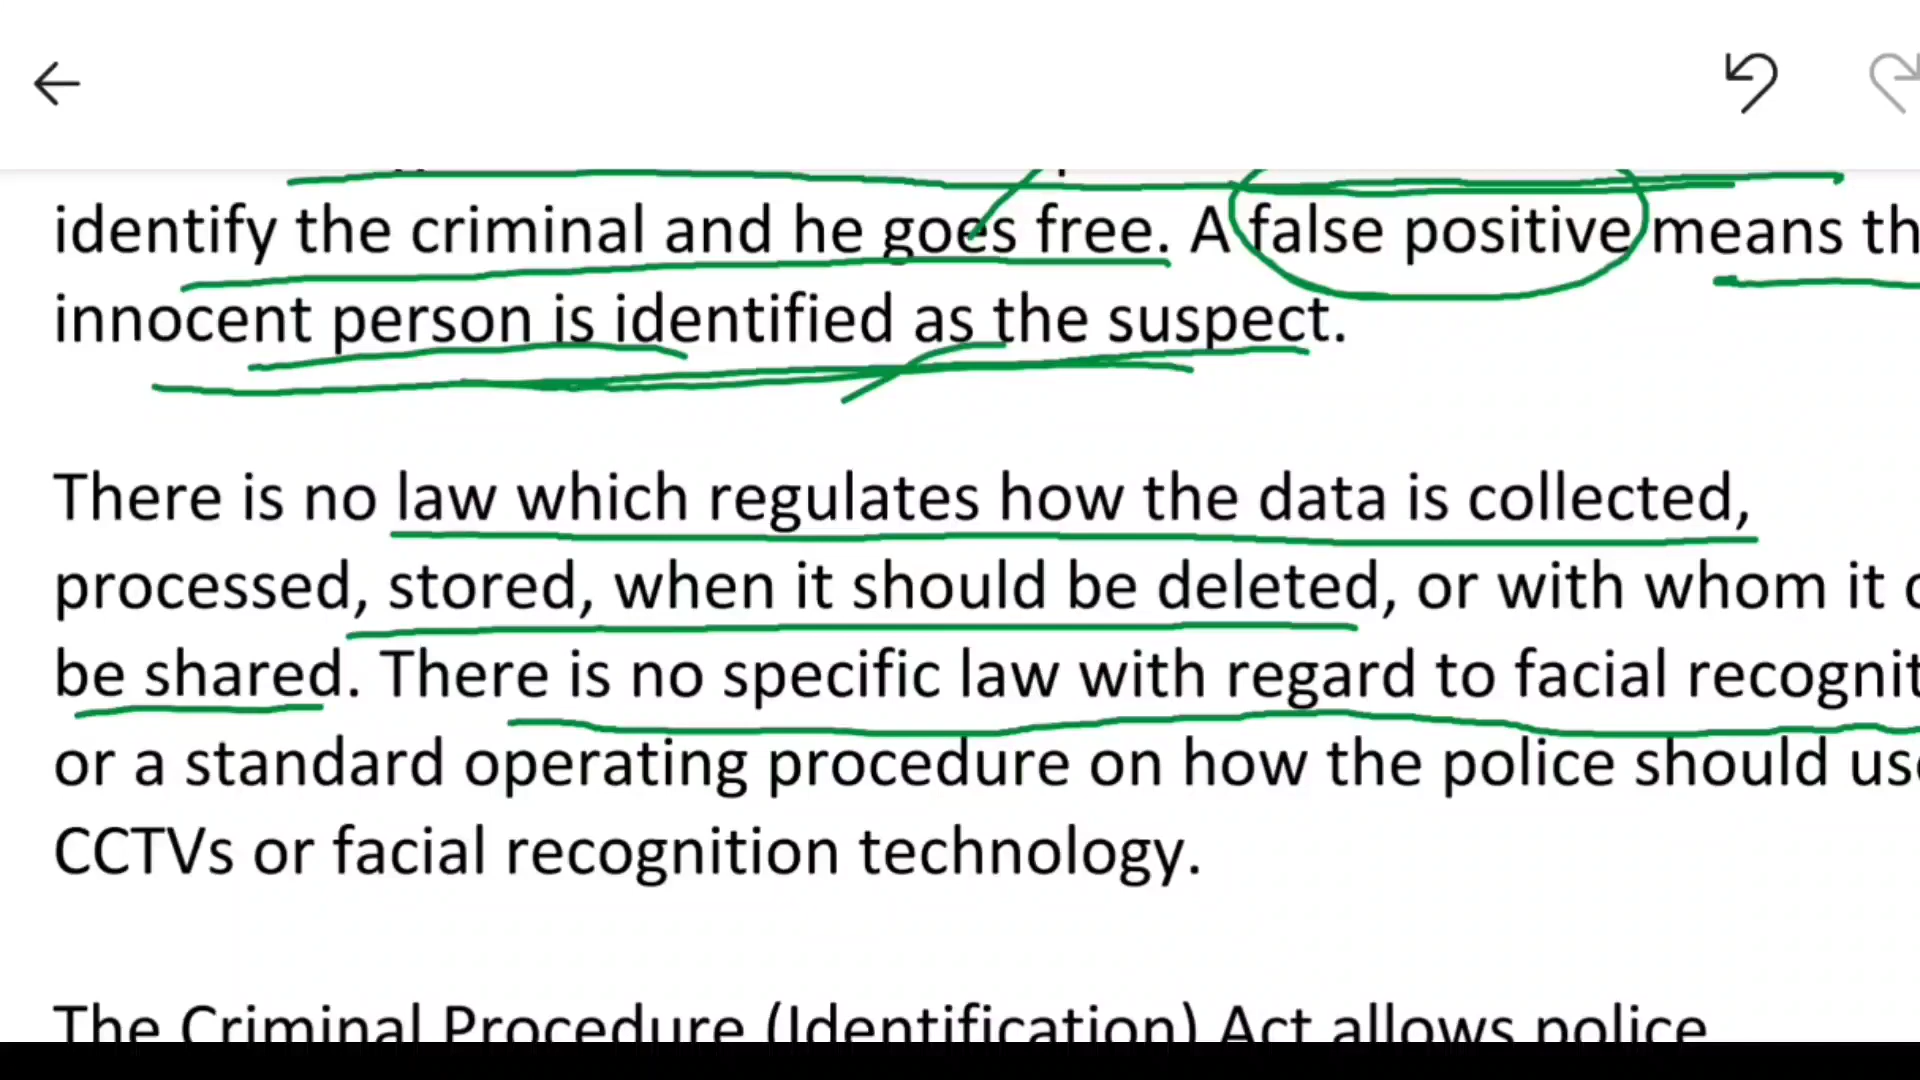 identify the criminal and he goes free. A false positive means
innocent person is identified as the suspect.
There is no law which regulates how the data is collected,
processed, stored, when it should be deleted, or with whom it
be shared. There is no specific law with regard to facial
or a standard operating procedure on how the police should
CCTVs or facial recognition technology.
The Criminal Procedure (Identification) Act allows police